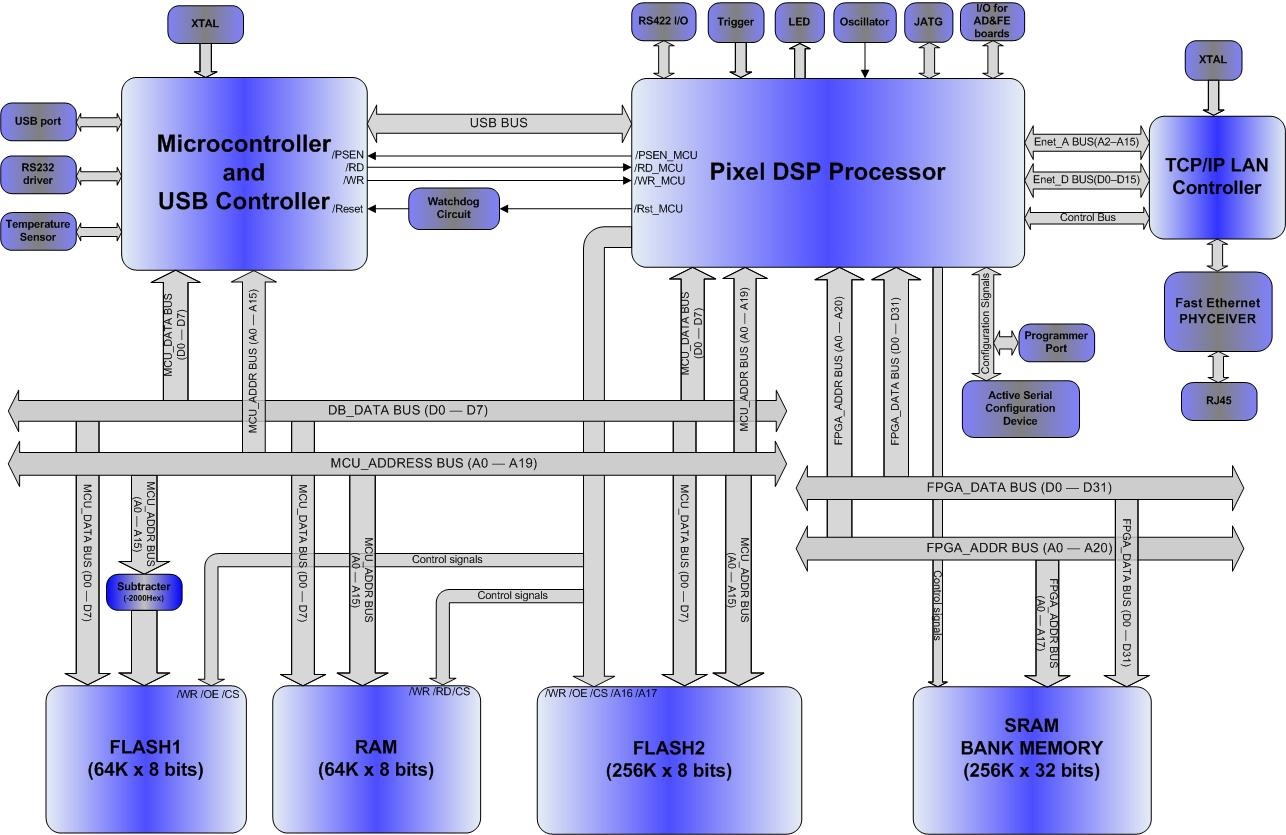 XTAL
RS422 I/O
Trigger
LED
Oscillator
JATG
I/O for
AD&FE
boards
XTAL
USB port
RS232
driver
Temperature
Sensor
Microcontroller
and
USB Controller
/PSEN
/RD
/WR
/Reset
USB BUS
Watchdog
Circuit
/PSEN_MCU
/RD_MCU
/WR_MCU
/Rst_MCU
Pixel DSP Processor
Enet_A BUS(A2–A15)
Enet_D BUS(D0–D15)
Control Bus
TCP/IP LAN
Controller
Fast Ethernet
PHYCEIVER
RJ45
MCU_DATA BUS
(D0 — D7)
MCU_ADDR BUS (A0 — A15)
MCU_DATA BUS
(D0 — D7)
MCU_ADDR BUS (A0 — A19)
FPGA_ADDR BUS (A0 — A20)
FPGA_DATA BUS (D0 — D31)
Configuration Signals
Programmer
Port
Active Serial
Configuration
Device
DB_DATA BUS (D0 — D7)
MCU_ADDRESS BUS (A0 — A19)
FPGA_DATA BUS (D0 — D31)
FPGA_ADDR BUS (A0 — A20)
MCU_DATA BUS (D0 — D7)
MCU_ADDR BUS
(A0 — A15)
Subtracter
(-2000Hex)
MCU_DATA BUS (D0 — D7)
MCU_ADDR BUS
(A0 — A15)
Control signals
Control signals
MCU_DATA BUS (D0 — D7)
MCU_ADDR BUS
(A0 — A15)
Control signals
FPGA_ADDR BUS
(A0 — A17)
FPGA_DATA BUS (D0 — D31)
/WR /OE /CS
FLASH1
(64K x 8 bits)
/WR /RD/CS
RAM
(64K x 8 bits)
/WR /OE /CS /A16 /A17
FLASH2
(256K x 8 bits)
SRAM
BANK MEMORY
(256K x 32 bits)